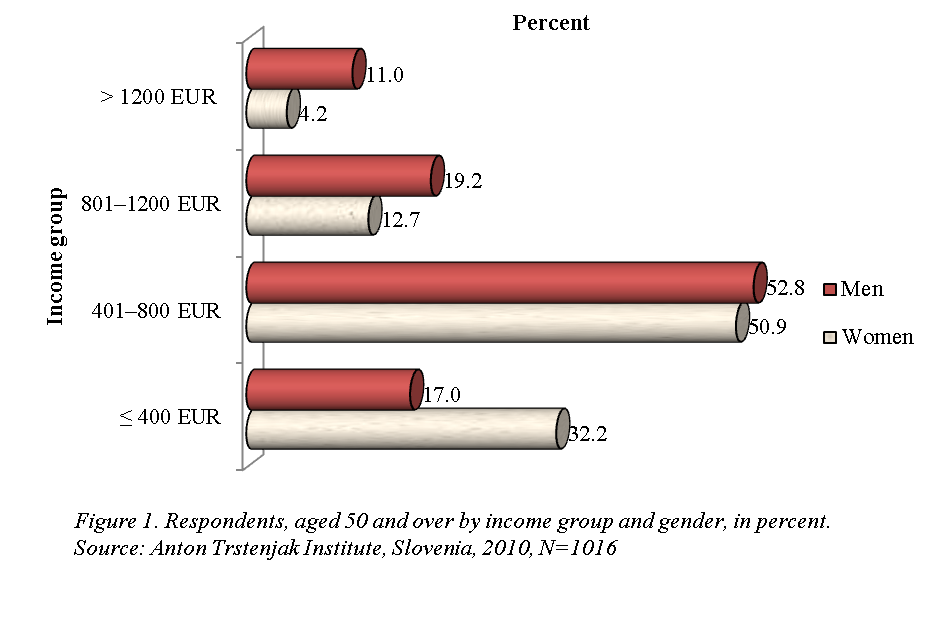 Percent
> 1200 EUR
11.0
4.2
801–1200 EUR
19.2
12.7
Income group
401–800 EUR
52.8
50.9
Men
Women
≤ 400 EUR
17.0
32.2
Figure 1. Respondents, aged 50 and over by income group and gender, in percent.
Source: Anton Trstenjak Institute, Slovenia, 2010, N=1016